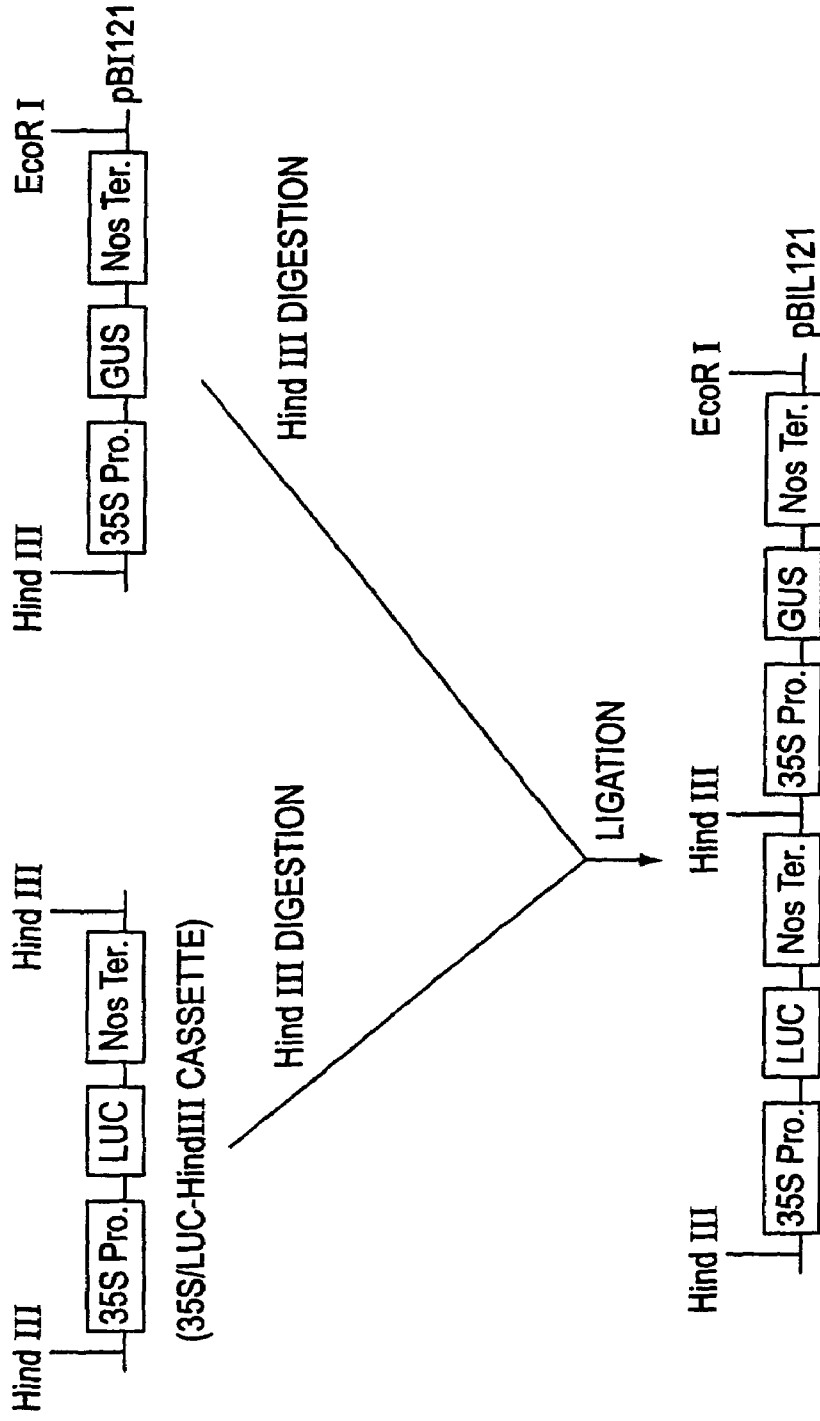 Hind III
Hind III
35S Pro.
LUC
Nos Ter.
(35S/LUC-HindIII CASSETTE)
Hind III
EcoR I
35S Pro.
GUS
Nos Ter.
pBI121
Hind III DIGESTION
Hind III DIGESTION
LIGATION
Hind III
Hind III
EcoR I
35S Pro.
LUC
Nos Ter.
35S Pro.
GUS
Nos Ter.
pBIL121